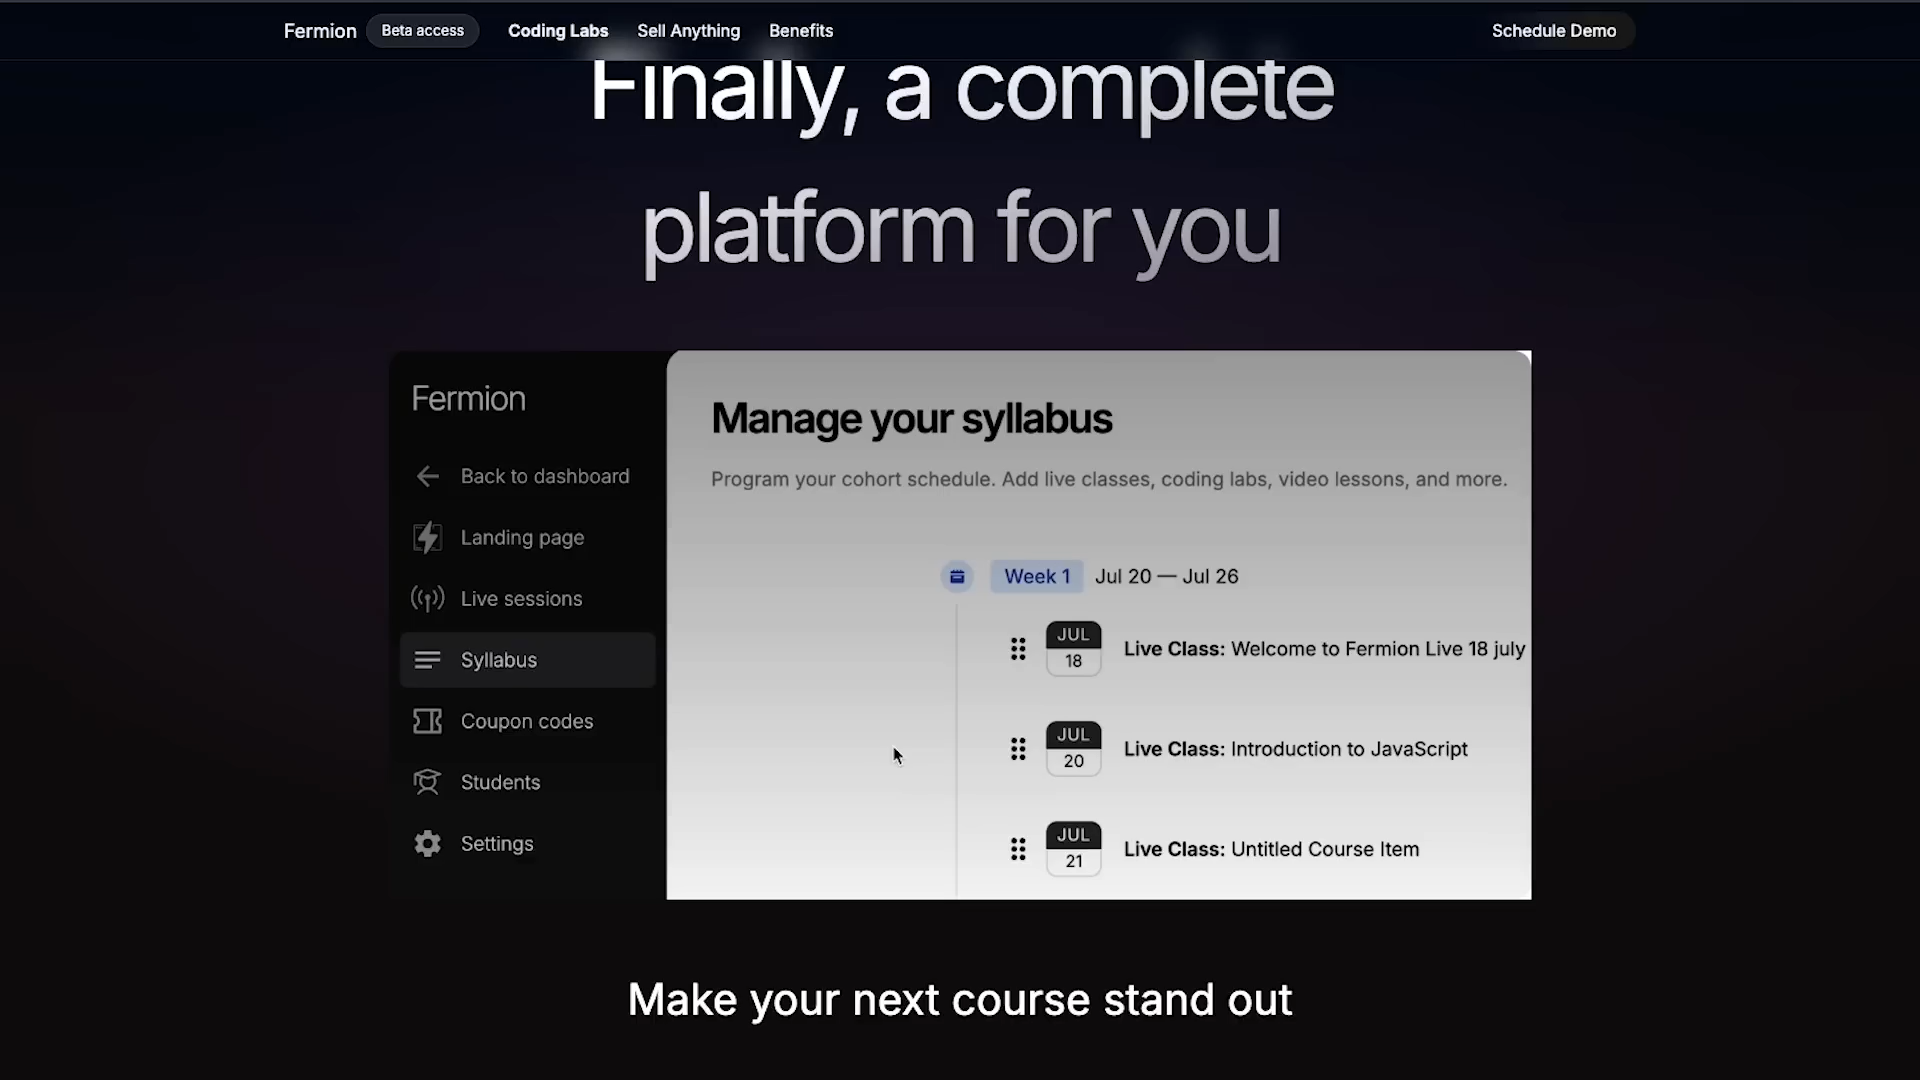 Fermion Beta access Coding Labs Sell Anything Benefits Schedule Demo
Finally, a complete
platform for you
Fermion
Back to dashboard
Landing page
Live sessions
Syllabus
Coupon codes
Students
Settings
Manage your syllabus
Program your cohort schedule. Add live classes, coding labs, video lessons, and more.
Week 1 Jul 20 — Jul 26
JUL
18
Live Class: Welcome to Fermion Live 18 july
JUL
20
Live Class: Introduction to JavaScript
JUL
21
Live Class: Untitled Course Item
Make your next course stand out